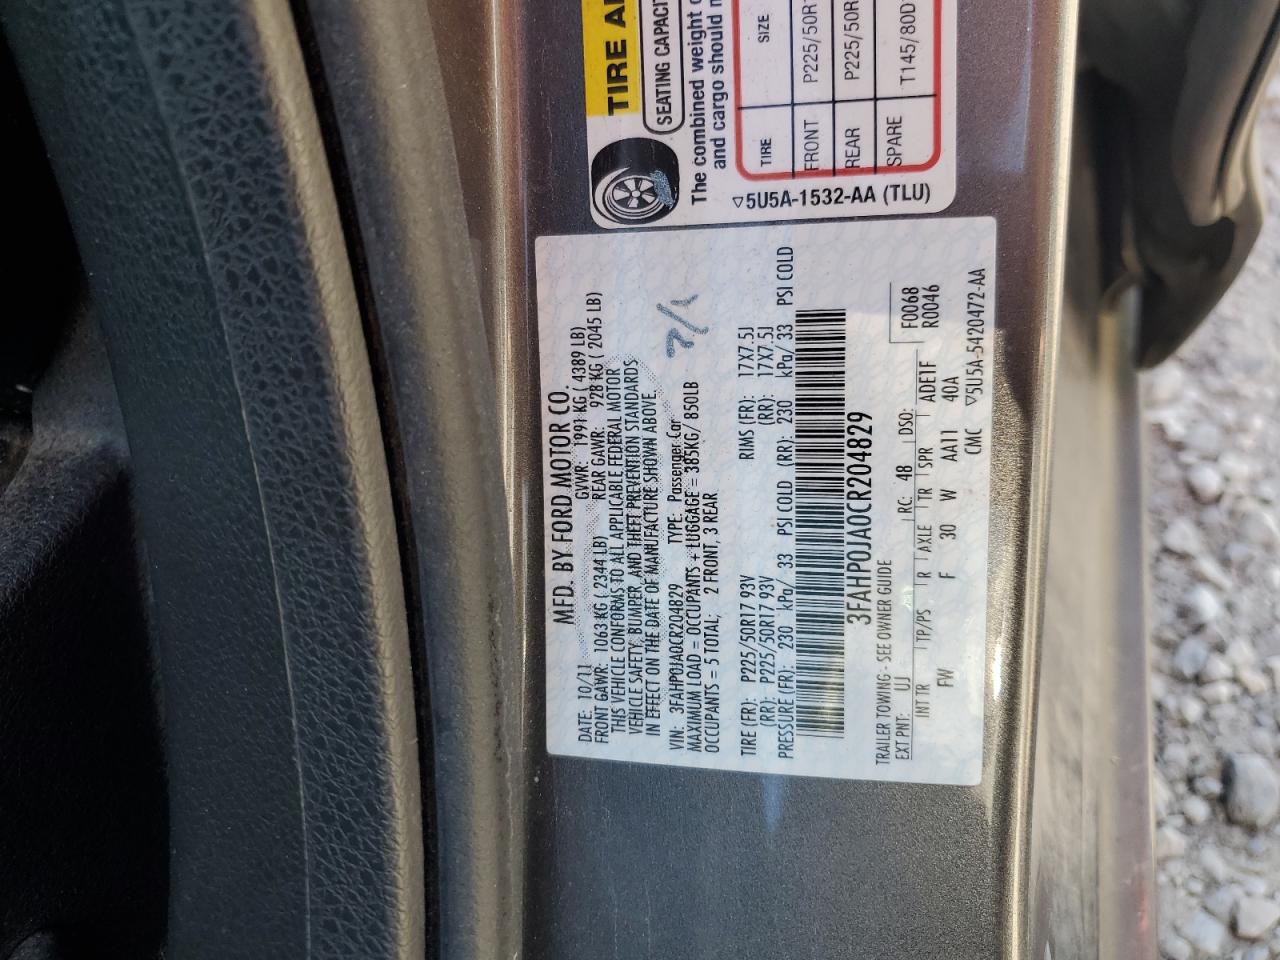 TIRE A
SEATING CAPACIT
The combined weight o
and cargo should
TIRE SIZE
FRONT P225/50R1
REAR P225/50R
SPARE T145/80D
5U5A-1532-AA (TLU)
MFD. BY FORD MOTOR CO.
DATE: 10/11 GVWR: 1991 KG ( 4389 LB)
FRONT GAWR: 1063 KG ( 2344 LB) REAR GAWR: 928 KG ( 2045 LB)
THIS VEHICLE CONFORMS TO ALL APPLICABLE FEDERAL MOTOR
VEHICLE SAFETY, BUMPER, AND THEFT PREVENTION STANDARDS
IN EFFECT ON THE DATE OF MANUFACTURE SHOWN ABOVE.
VIN: 3FAHP0JA0CR204829 TYPE: Passenger Car
MAXIMUM LOAD = OCCUPANTS + LUGGAGE = 385KG/ 850LB
OCCUPANTS = 5 TOTAL; 2 FRONT, 3 REAR
TIRE (FR): P225/50R17 93V RIMS (FR): 17X7.5J
(RR): P225/50R17 93V (RR): 17X7.5J
PRESSURE (FR): 230 kPa/ 33 PSI COLD (RR): 230 kPa/ 33 PSI COLD
3FAHP0JA0CR204829
TRAILER TOWING - SEE OWNER GUIDE
F0068
R0046
EXT PNT: UJ RC: 48 DSO:
INT TR TP/PS R AXLE TR SPR ADE1F
FW F 30 W AA11 40A
CMC 5U5A-5420472-AA